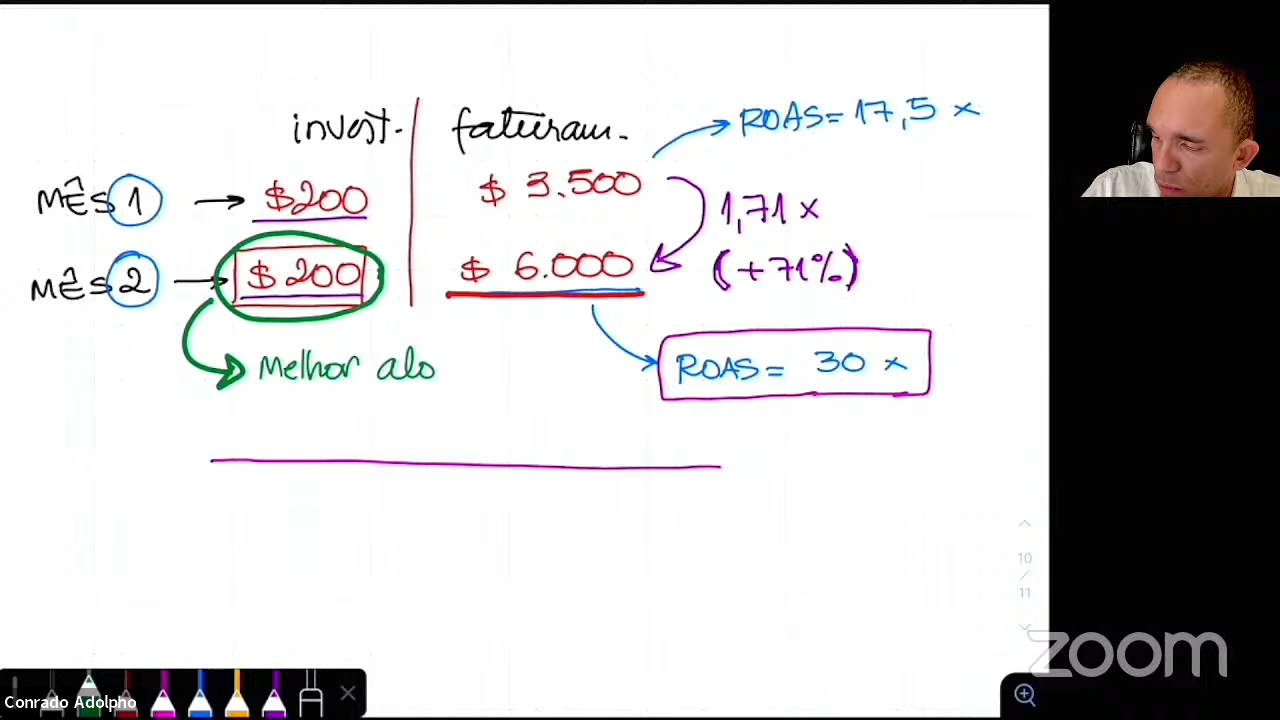 invest. faturam. ROAS = 17,5 x
MÊS 1 → $200 $ 3.500 1,71 x
MÊS 2 → $200 $ 6.000 (+71%)
Melhor alo ROAS = 30 x
10
/
11
zoom
Conrado Adolpho